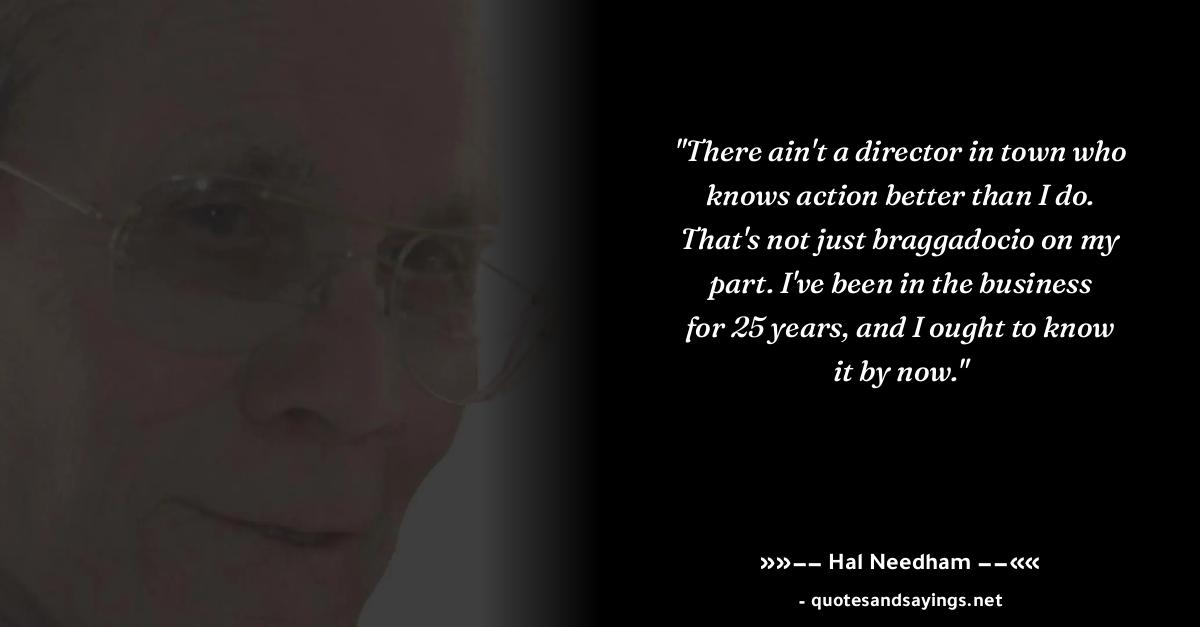 "There ain't a director in town who
knows action better than I do.
That's not just braggadocio on my
part. I've been in the business
for 25 years, and I ought to know
it by now."
»»−− Hal Needham −−««
- quotesandsayings.net